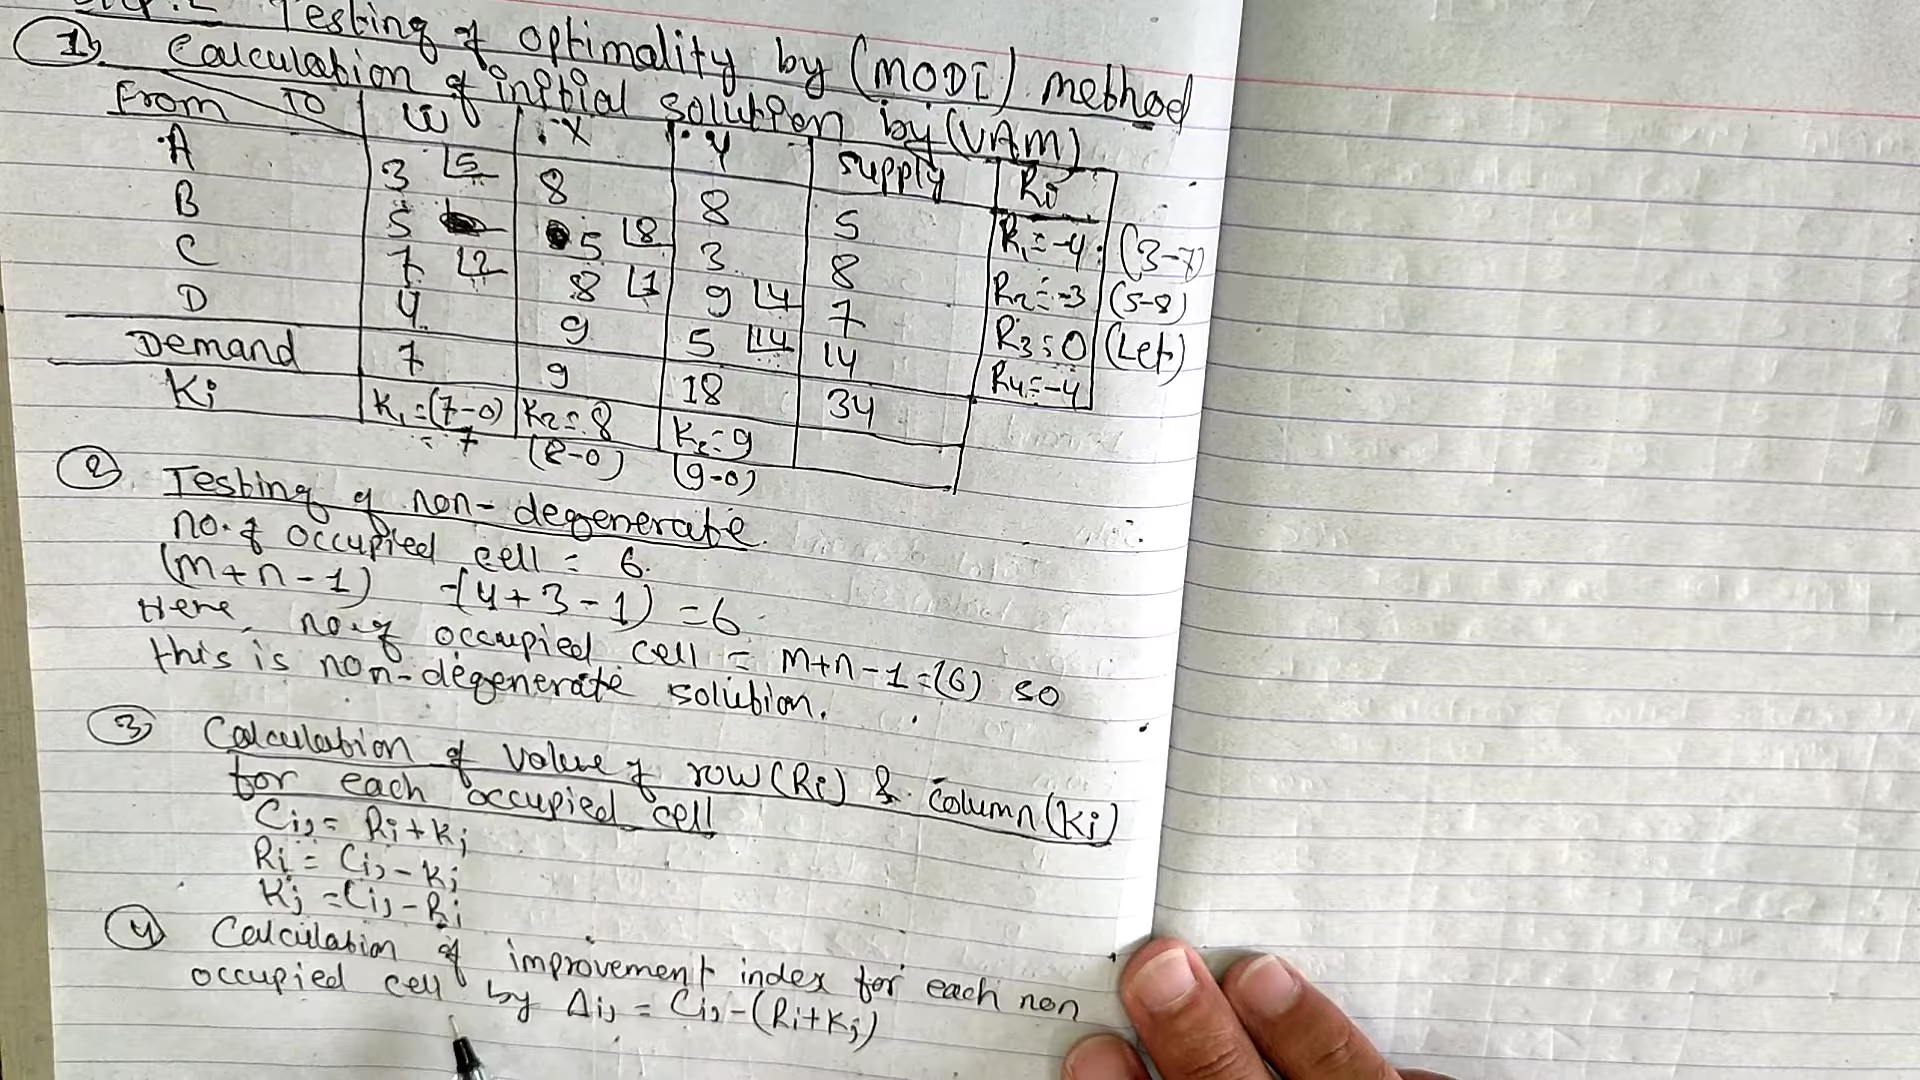 Testing of optimality by (MODI) method
1) Calculation of initial solution by (VAM)
From TO W X Y Supply Ri
A 3 5 8 8 5 R1=-4 (3-7)
B 5 5 8 3 8 R2=-3 (5-8)
C 7 2 8 1 9 4 7 R3=0 (Let)
D 4 9 5 14 14 R4=-4
Demand 7 9 18 34
Kj K1=(7-0) K2=8 K2=9
=7 (8-0) (9-0)
2 Testing of non-degenerate
no. of occupied cell = 6.
(m+n-1) -(4+3-1) =6
Here, no. of occupied cell = m+n-1=(6) so
this is non-degenerate solution.
3 Calculation of value of row (Ri) & column (Kj)
for each occupied cell
Cij = Ri+Kj
Ri = Cij-Kj
Kj =Cij-Ri
4 Calculation of improvement index for each non
occupied cell by Δij = Cij-(Ri+Kj)